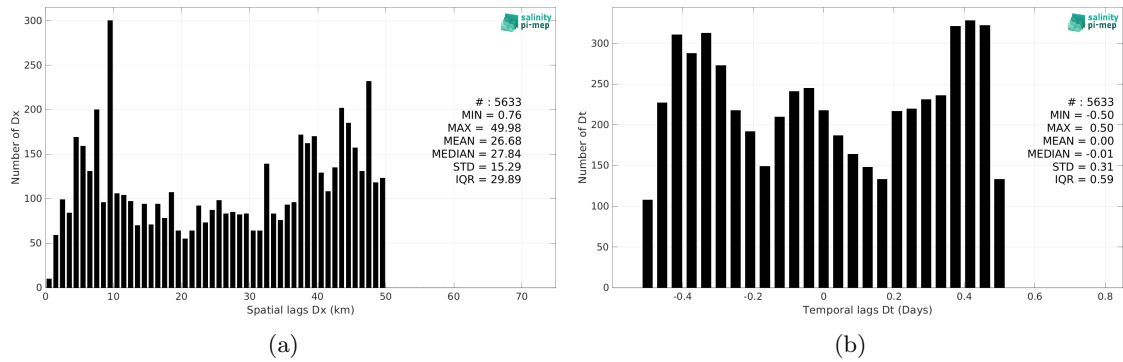 300
250
200
150
100
50
0
Number of Dx
salinity
pi-mep
# : 5633
MIN = 0.76
MAX = 49.98
MEAN = 26.68
MEDIAN = 27.84
STD = 15.29
IQR = 29.89
0 10 20 30 40 50 60 70
Spatial lags Dx (km)
(a)
300
250
200
150
100
50
0
Number of Dt
salinity
pi-mep
# : 5633
MIN = -0.50
MAX = 0.50
MEAN = 0.00
MEDIAN = -0.01
STD = 0.31
IQR = 0.59
-0.4 -0.2 0 0.2 0.4 0.6 0.8
Temporal lags Dt (Days)
(b)